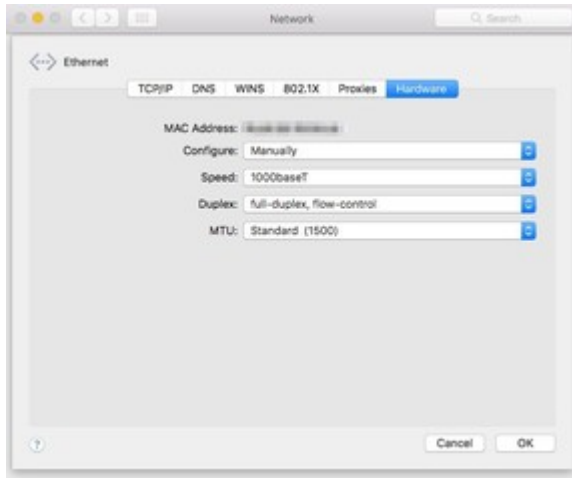 Network
Search
Ethernet
TCP/IP DNS WINS 802.1X Proxies Hardware
MAC Address:
Configure: Manually
Speed: 1000baseT
Duplex: full-duplex, flow-control
MTU: Standard (1500)
? Cancel OK